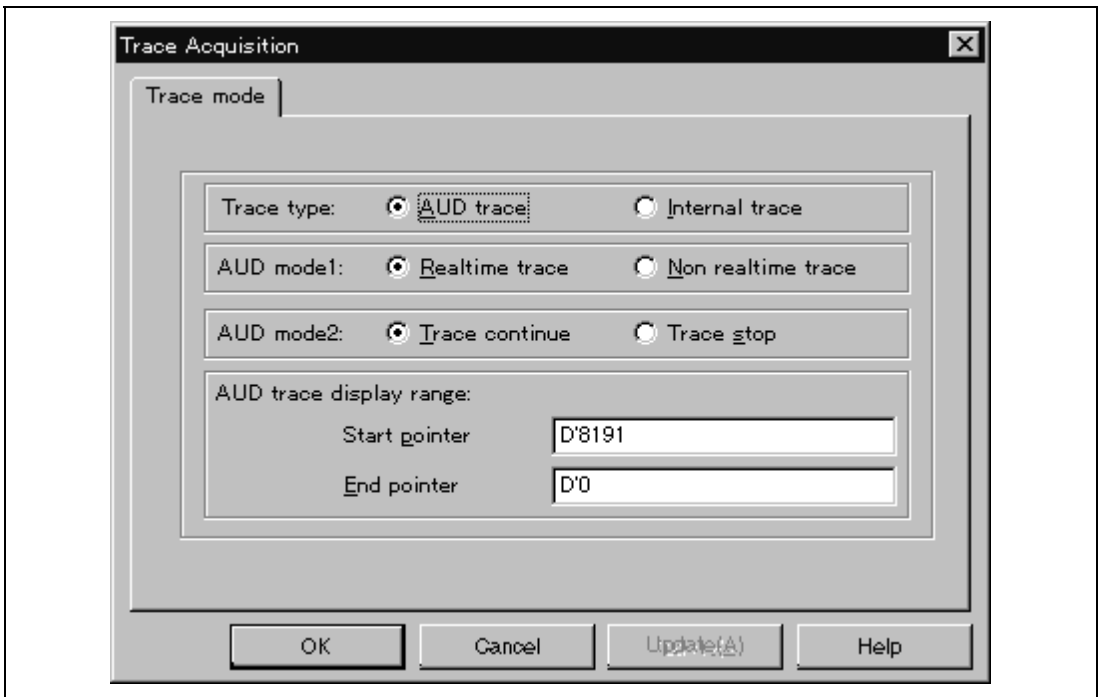 Trace Acquisition
Trace mode
Trace type: AUD trace Internal trace
AUD mode1: Realtime trace Non realtime trace
AUD mode2: Trace continue Trace stop
AUD trace display range:
Start pointer D'8191
End pointer D'0
OK Cancel Update(A) Help